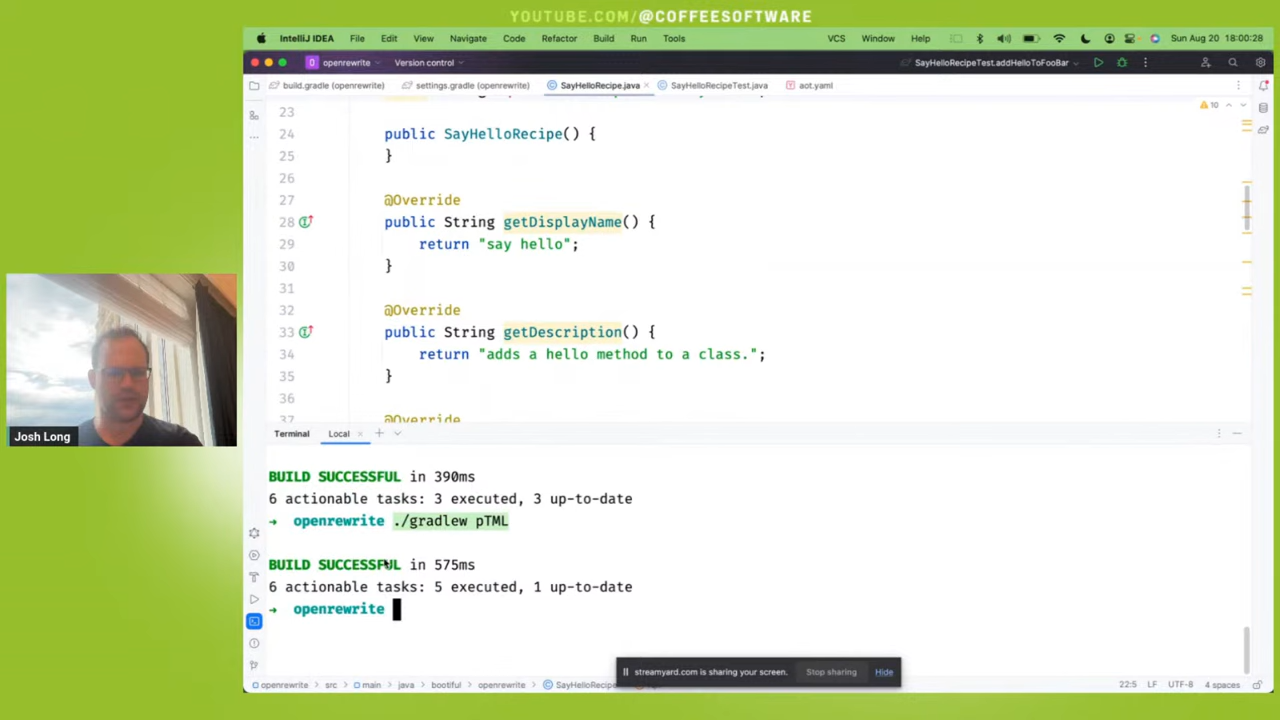 YOUTUBE.COM/@COFFEESOFTWARE
IntelliJ IDEA File Edit View Navigate Code Refactor Build Run Tools VCS Window Help Sun Aug 20 18:00:28
openrewrite Version control SayHelloRecipeTest.addHelloToFooBar
build.gradle (openrewrite) settings.gradle (openrewrite) SayHelloRecipe.java SayHelloRecipeTest.java aot.yaml
10
23
24 public SayHelloRecipe() {
25 }
26
27 @Override
28 public String getDisplayName() {
29 return "say hello";
30 }
31
32 @Override
33 public String getDescription() {
34 return "adds a hello method to a class.";
35 }
36
37 @Override
Josh Long
Terminal Local
BUILD SUCCESSFUL in 390ms
6 actionable tasks: 3 executed, 3 up-to-date
→ openrewrite ./gradlew pTML
BUILD SUCCESSFUL in 575ms
6 actionable tasks: 5 executed, 1 up-to-date
→ openrewrite
streamyard.com is sharing your screen. Stop sharing Hide
openrewrite src main java bootiful openrewrite SayHelloRecipe 22:5 LF UTF-8 4 spaces